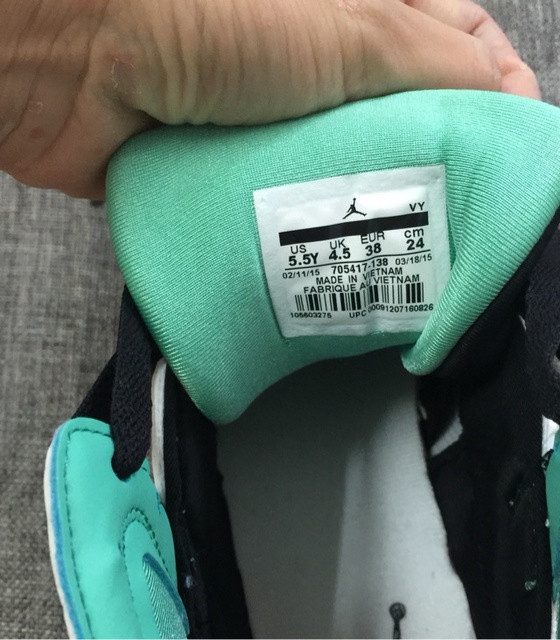 VY
US UK EUR cm
5.5Y 4.5 38 24
02/11/15 705417-138 03/18/15
MADE IN VIETNAM
FABRIQUE AU VIETNAM
106603275 UPC 00091207160826